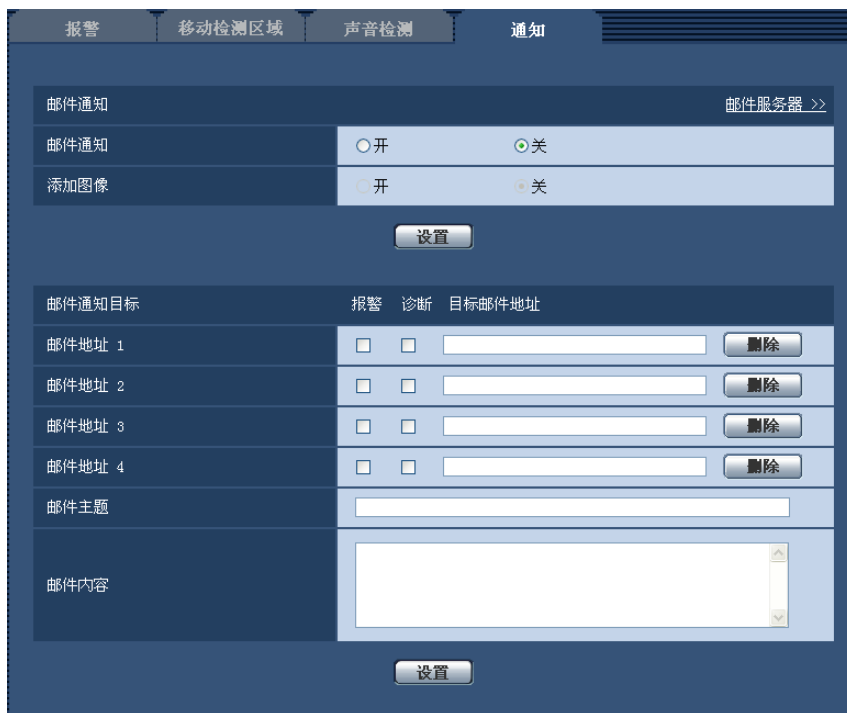 报警 移动检测区域 声音检测 通知
邮件通知 邮件服务器 >>
邮件通知 开 关
添加图像 开 关
设置
邮件通知目标 报警 诊断 目标邮件地址
邮件地址 1 删除
邮件地址 2 删除
邮件地址 3 删除
邮件地址 4 删除
邮件主题
邮件内容
设置